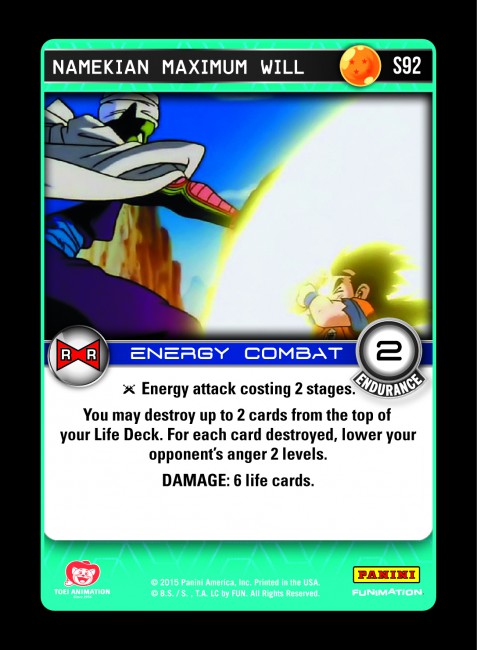 NAMEKIAN MAXIMUM WILL S92
R R
ENERGY COMBAT
2
ENDURANCE
Energy attack costing 2 stages.
You may destroy up to 2 cards from the top of
your Life Deck. For each card destroyed, lower your
opponent's anger 2 levels.
DAMAGE: 6 life cards.
TOEI ANIMATION
© 2015 Panini America, Inc. Printed in the USA.
© B.S. / S. , T.A. LC by FUN. All Rights Reserved.
PANINI
FUNIMATION